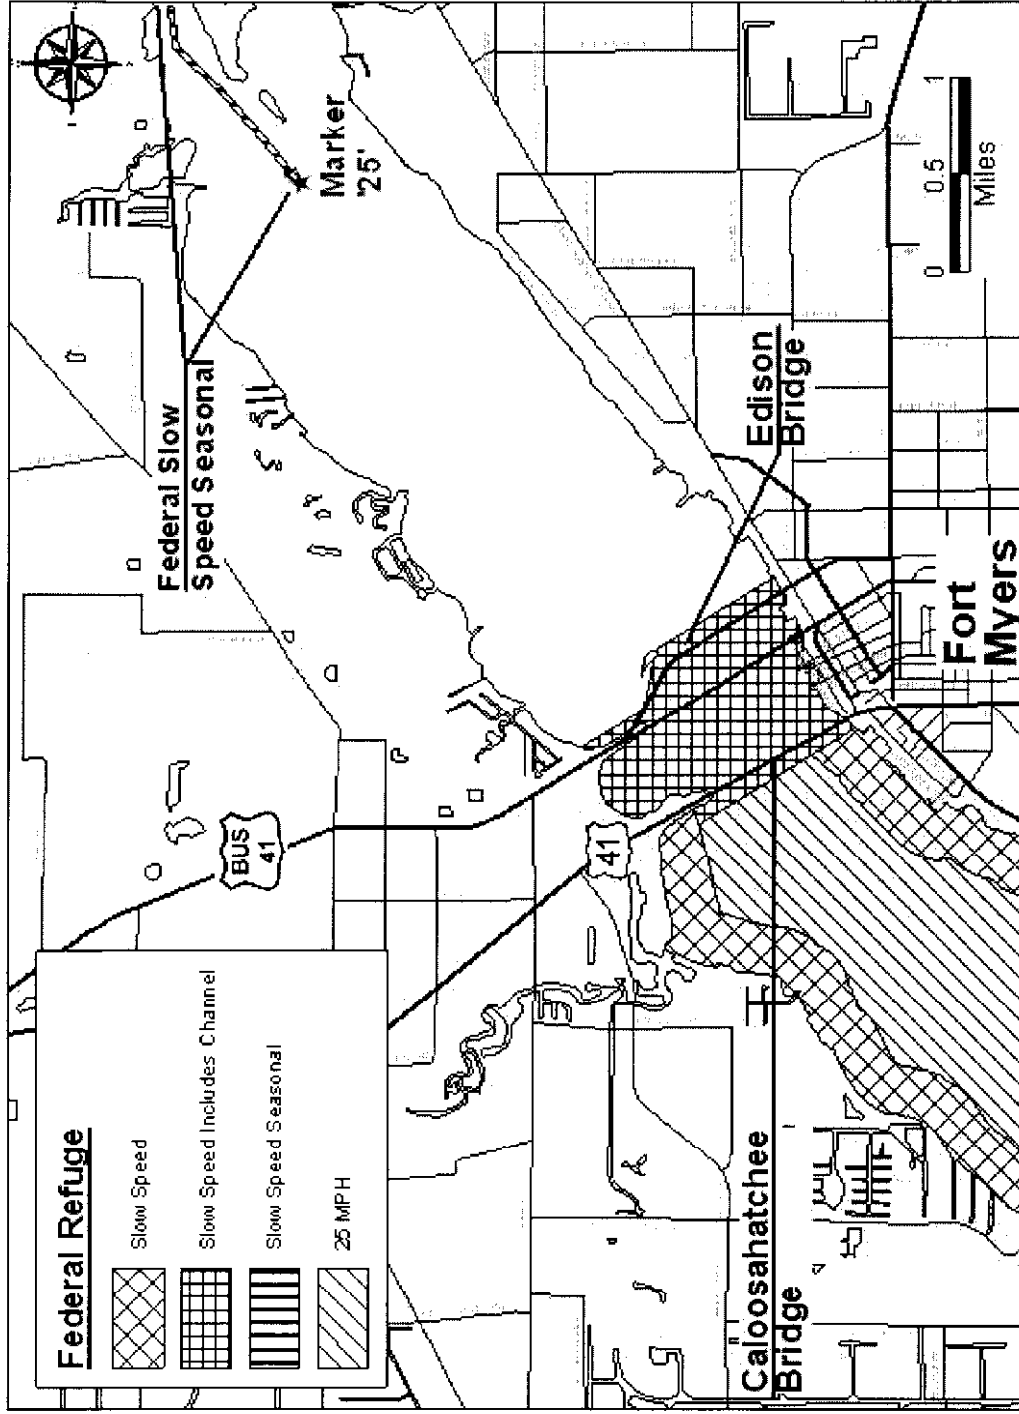 Federal Refuge
Slow Speed
Slow Speed Includes Channel
Slow Speed Seasonal
25 MPH
BUS
41
41
Federal Slow
Speed Seasonal
Marker
'25'
Caloosahatchee
Bridge
Edison
Bridge
Fort
Myers
0 0.5 1
Miles